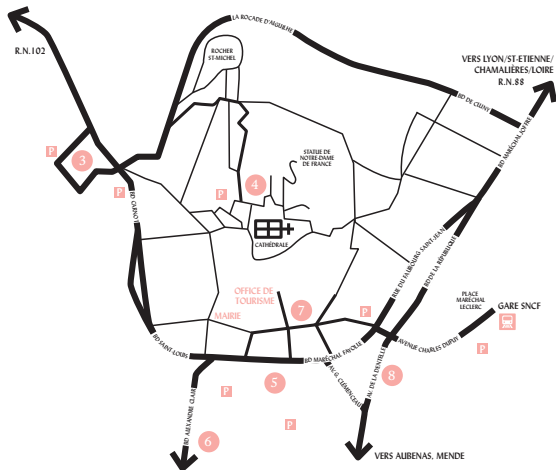 LA ROCADE D'AIGUILHE
R.N.102
ROCHER
ST-MICHEL
VERS LYON/ST-ETIENNE/
CHAMALIÈRES/LOIRE
R.N.88
BD DE CLUNY
BD MARÉCHAL JOFFRE
P
3
STATUE DE
NOTRE-DAME
DE FRANCE
4
P
P
BD CARNOT
CATHÉDRALE
RUE DU FAUBOURG SAINT-JEAN
BD DE LA RÉPUBLIQUE
OFFICE DE
TOURISME
PLACE
MARÉCHAL
LECLERC
GARE SNCF
MAIRIE
7
P
BD SAINT-LOUIS
AVENUE CHARLES DUPUY
P
BD MARÉCHAL FAYOLLE
AV. G. CLÉMENCEAU
AV. DE LA DENTELLE
8
5
P
BD ALEXANDRE CLAIR
P
6
VERS AUBENAS, MENDE